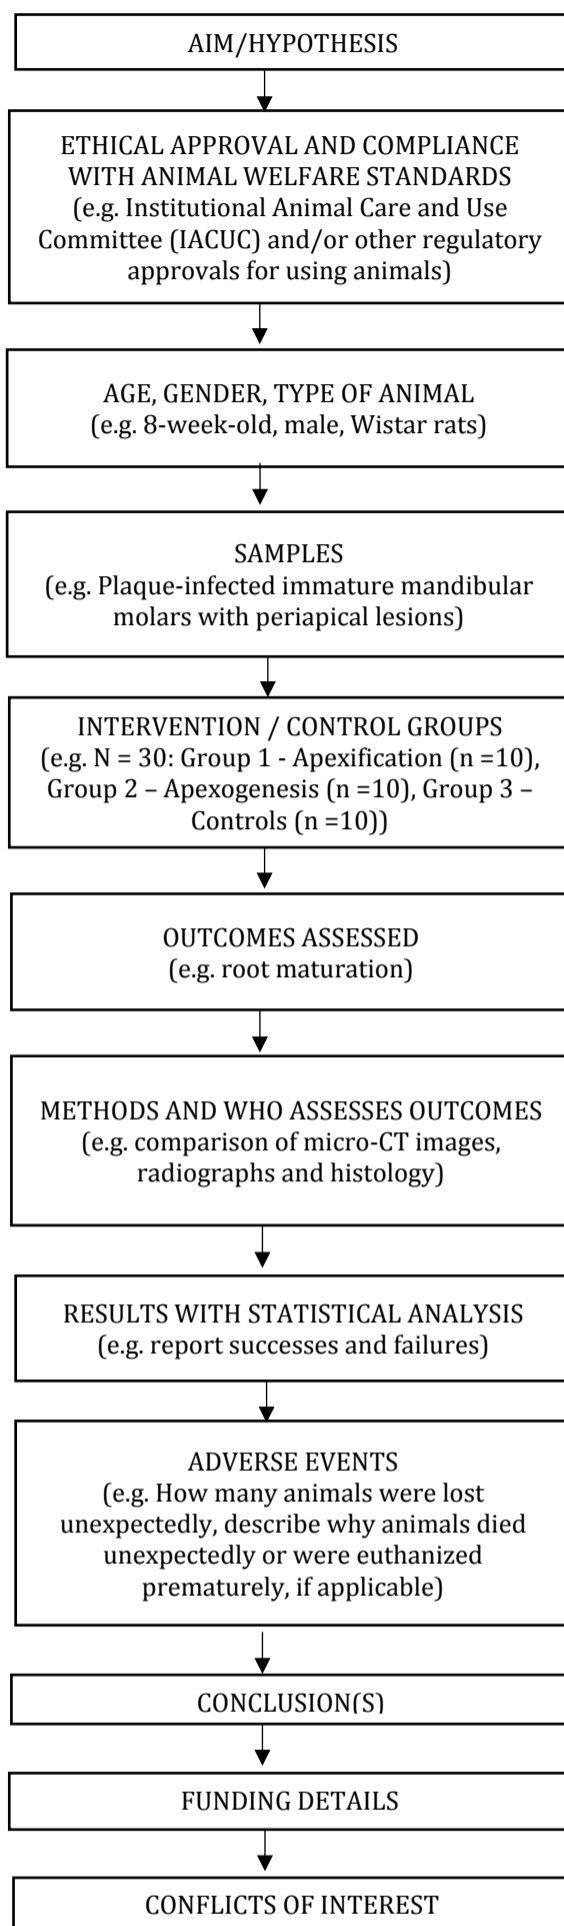 AIM/HYPOTHESIS
ETHICAL APPROVAL AND COMPLIANCE
WITH ANIMAL WELFARE STANDARDS
(e.g. Institutional Animal Care and Use
Committee (IACUC) and/or other regulatory
approvals for using animals)
AGE, GENDER, TYPE OF ANIMAL
(e.g. 8-week-old, male, Wistar rats)
SAMPLES
(e.g. Plaque-infected immature mandibular
molars with periapical lesions)
INTERVENTION / CONTROL GROUPS
(e.g. N = 30: Group 1 - Apexification (n =10),
Group 2 – Apexogenesis (n =10), Group 3 –
Controls (n =10))
OUTCOMES ASSESSED
(e.g. root maturation)
METHODS AND WHO ASSESSES OUTCOMES
(e.g. comparison of micro-CT images,
radiographs and histology)
RESULTS WITH STATISTICAL ANALYSIS
(e.g. report successes and failures)
ADVERSE EVENTS
(e.g. How many animals were lost
unexpectedly, describe why animals died
unexpectedly or were euthanized
prematurely, if applicable)
CONCLUSION(S)
FUNDING DETAILS
CONFLICTS OF INTEREST